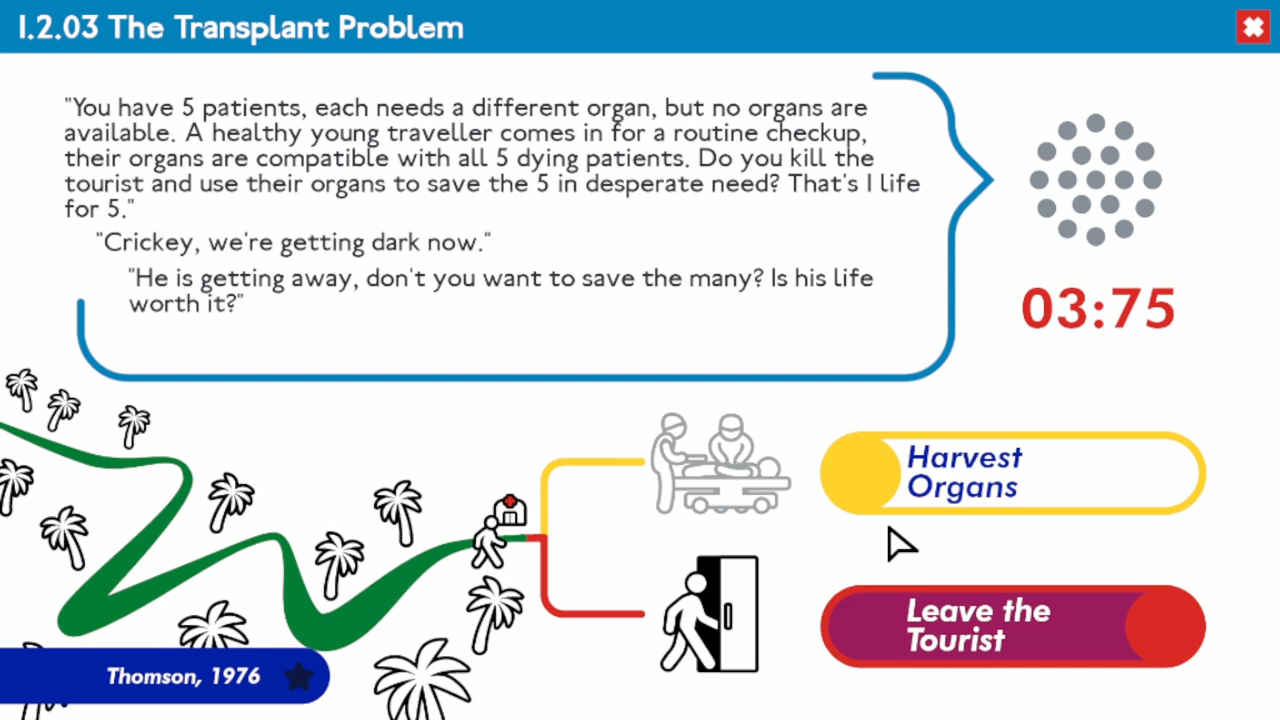 1.2.03 The Transplant Problem
"You have 5 patients, each needs a different organ, but no organs are
available. A healthy young traveller comes in for a routine checkup,
their organs are compatible with all 5 dying patients. Do you kill the
tourist and use their organs to save the 5 in desperate need? That's 1 life
for 5."
"Crickey, we're getting dark now."
"He is getting away, don't you want to save the many? Is his life
worth it?"
03:75
Harvest
Organs
Leave the
Tourist
Thomson, 1976